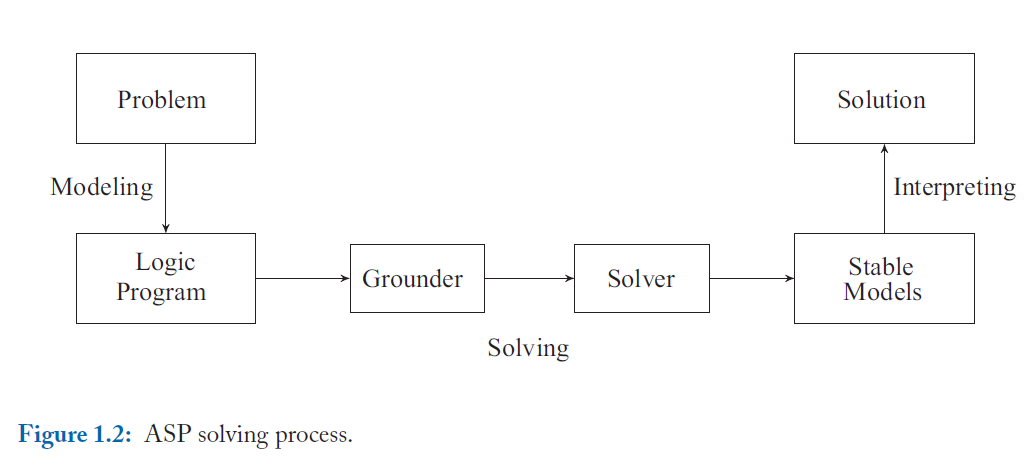 Problem
Solution
Modeling
Interpreting
Logic
Program
Grounder
Solver
Stable
Models
Solving
Figure 1.2: ASP solving process.